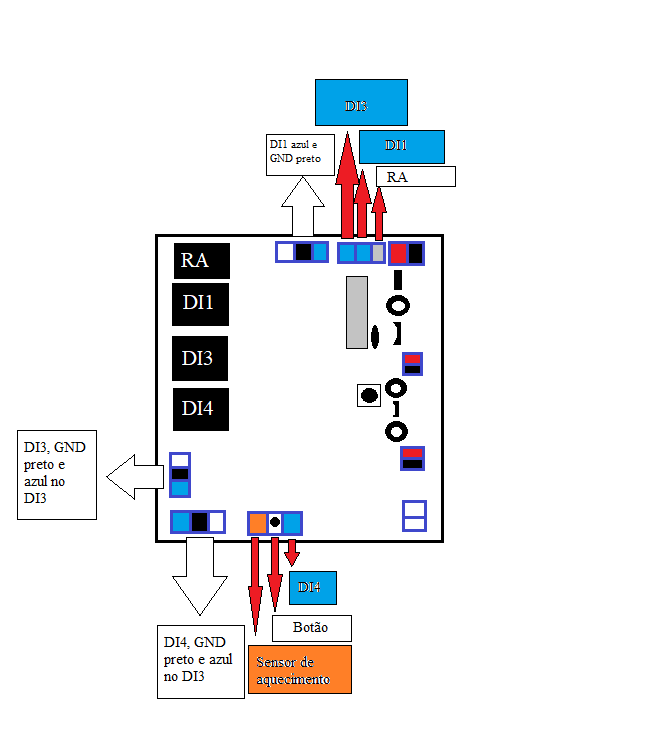 DI3
DI1 azul e
GND preto
DI1
RA
RA
DI1
DI3
DI4
DI3, GND
preto e
azul no
DI3
DI4
Botão
DI4, GND
preto e azul
no DI3
Sensor de
aquecimento